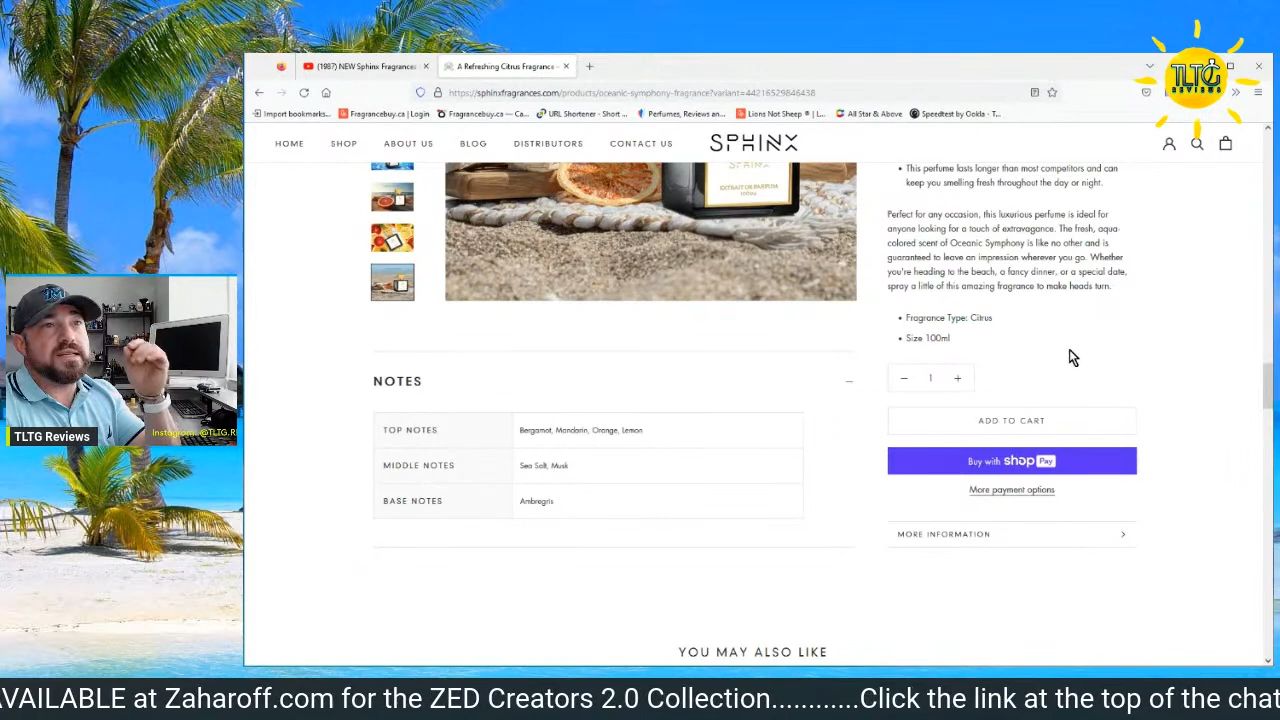 (1987) NEW Sphinx Fragrances
A Refreshing Citrus Fragrance –
TLTG
REVIEWS
https://sphinxfragrances.com/products/oceanic-symphony-fragrance?variant=44216529846438
Import bookmarks...
Fragrancebuy.ca | Login
Fragrancebuy.ca — Ca...
URL Shortener - Short ...
Perfumes, Reviews an...
Lions Not Sheep ® | L...
All Star & Above
Speedtest by Ookla - T...
HOME
SHOP
ABOUT US
BLOG
DISTRIBUTORS
CONTACT US
SPHINX
SPHINX
EXTRAIT DE PARFUM
• This perfume lasts longer than most competitors and can
keep you smelling fresh throughout the day or night.
Perfect for any occasion, this luxurious perfume is ideal for
anyone looking for a touch of extravagance. The fresh, aqua-
colored scent of Oceanic Symphony is like no other and is
guaranteed to leave an impression wherever you go. Whether
you're heading to the beach, a fancy dinner, or a special date,
spray a little of this amazing fragrance to make heads turn.
• Fragrance Type: Citrus
• Size 100ml
− 1 +
ADD TO CART
Buy with shop Pay
More payment options
MORE INFORMATION
NOTES
TOP NOTES Bergamot, Mandarin, Orange, Lemon
MIDDLE NOTES Sea Salt, Musk
BASE NOTES Ambregris
YOU MAY ALSO LIKE
TLTG Reviews
Instagram: @TLTG.R
AVAILABLE at Zaharoff.com for the ZED Creators 2.0 Collection............Click the link at the top of the chat